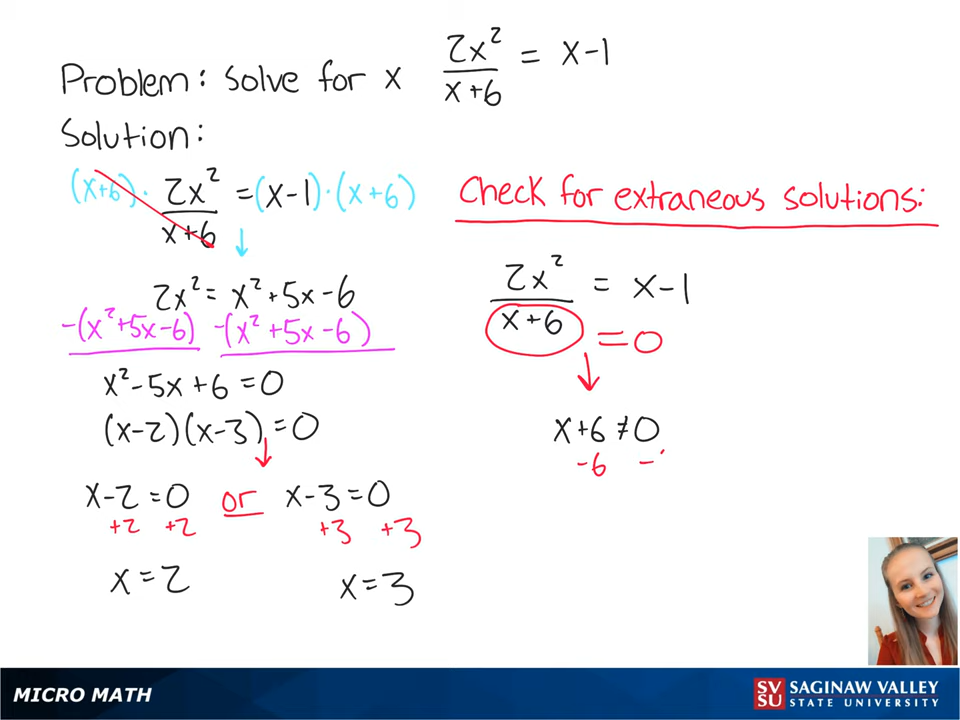 Problem: Solve for x 2x²/(x+6) = x-1
Solution:
(x+6) · 2x²/(x+6) = (x-1) · (x+6)
2x² = x²+5x-6
-(x²+5x-6) -(x²+5x-6)
x²-5x+6=0
(x-2)(x-3)=0
x-2=0 or x-3=0
+2 +2 +3 +3
x=2 x=3
Check for extraneous solutions:
2x²/(x+6) = x-1
=0
x+6≠0
-6 -
MICRO MATH
SV SU SAGINAW VALLEY
STATE UNIVERSITY